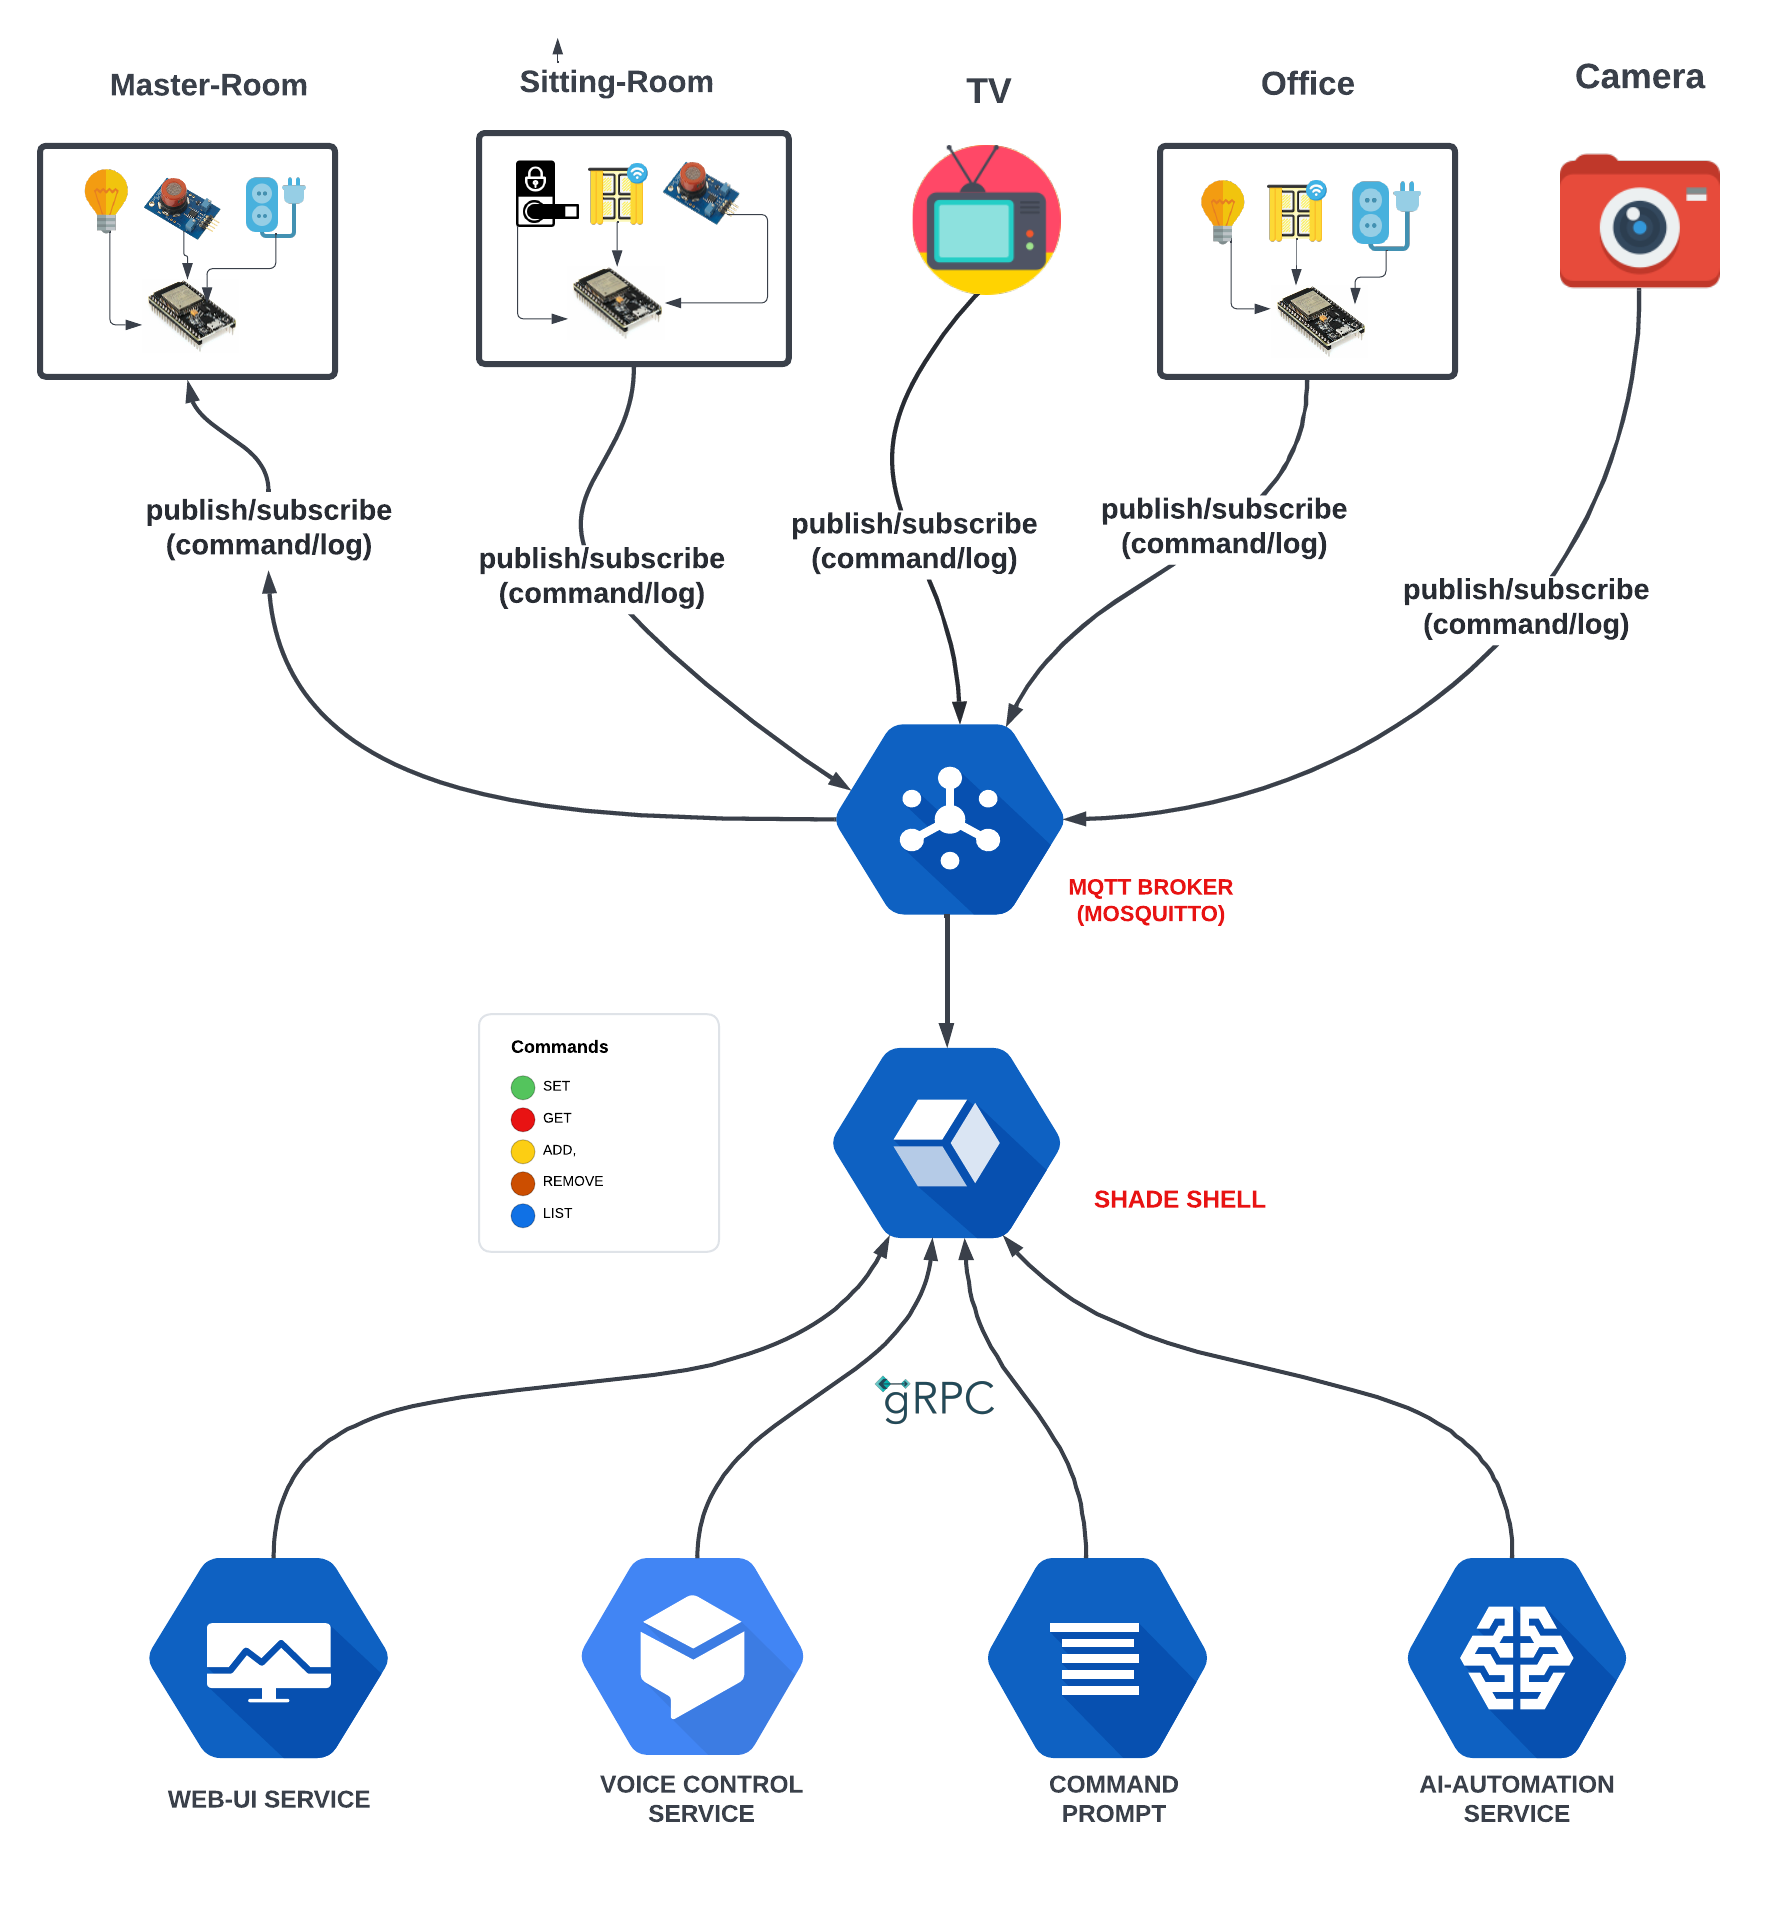 Master-Room
Sitting-Room
TV
Office
Camera
publish/subscribe
(command/log)
publish/subscribe
(command/log)
publish/subscribe
(command/log)
publish/subscribe
(command/log)
publish/subscribe
(command/log)
MQTT BROKER
(MOSQUITTO)
Commands
SET
GET
ADD,
REMOVE
LIST
SHADE SHELL
gRPC
WEB-UI SERVICE
VOICE CONTROL
SERVICE
COMMAND
PROMPT
AI-AUTOMATION
SERVICE